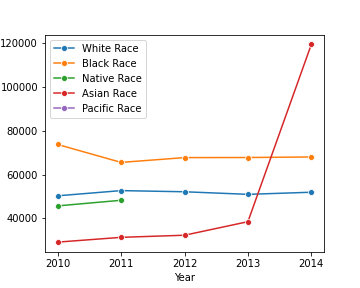 120000
100000
80000
60000
40000
White Race
Black Race
Native Race
Asian Race
Pacific Race
2010 2011 2012 2013 2014
Year